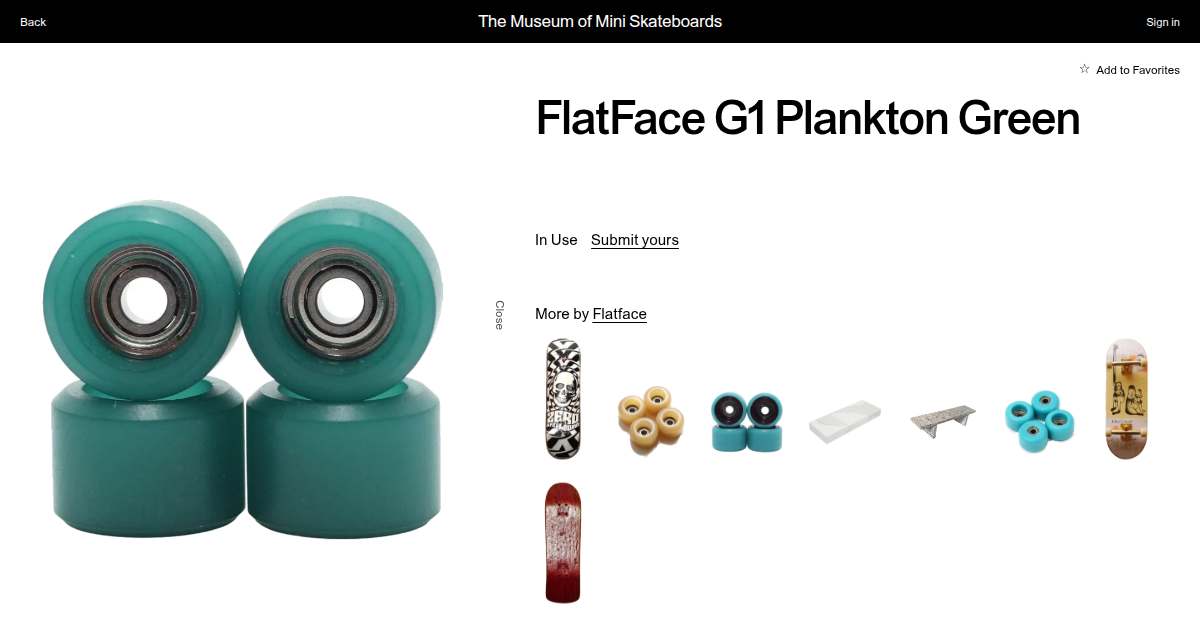 Back
The Museum of Mini Skateboards
Sign in
☆ Add to Favorites
FlatFace G1 Plankton Green
In Use Submit yours
Close
More by Flatface
ZERO